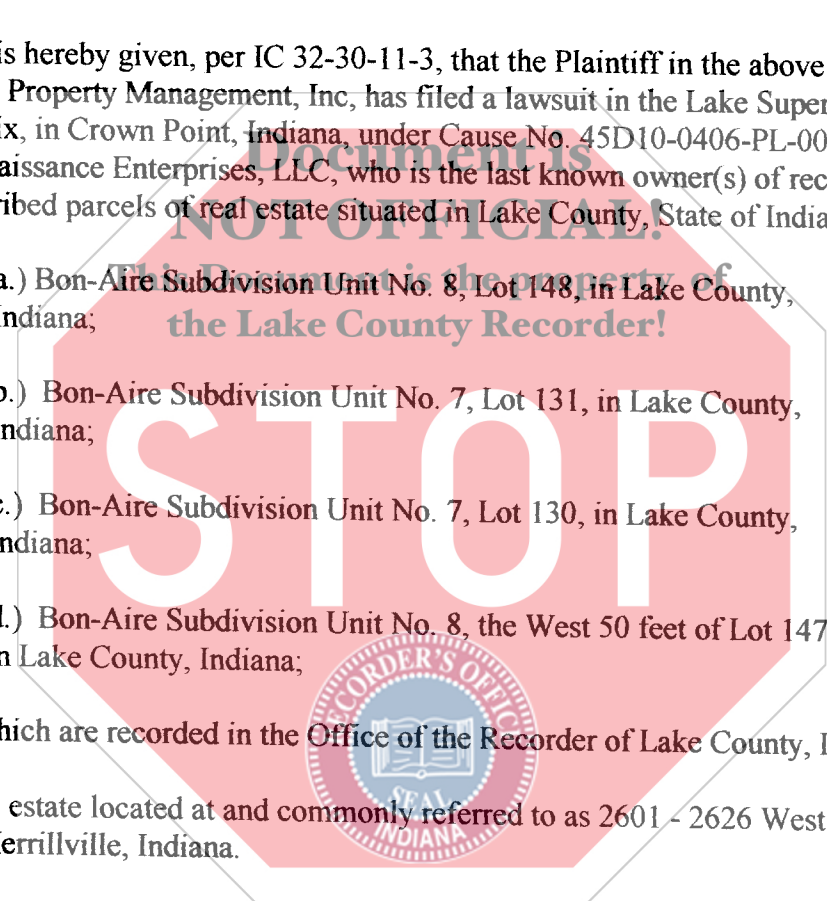 is hereby given, per IC 32-30-11-3, that the Plaintiff in the above
Property Management, Inc, has filed a lawsuit in the Lake Super
ix, in Crown Point, Indiana, under Cause No. 45D10-0406-PL-00
aissance Enterprises, LLC, who is the last known owner(s) of rec
ribed parcels of real estate situated in Lake County, State of India
Document is
NOT OFFICIAL!
This Document is the property of
the Lake County Recorder!
a.) Bon-Aire Subdivision Unit No. 8, Lot 148, in Lake County,
ndiana;
b.) Bon-Aire Subdivision Unit No. 7, Lot 131, in Lake County,
ndiana;
STOP
c.) Bon-Aire Subdivision Unit No. 7, Lot 130, in Lake County,
ndiana;
d.) Bon-Aire Subdivision Unit No. 8, the West 50 feet of Lot 147
n Lake County, Indiana;
RECORDER'S OFFICE
SEAL
INDIANA
hich are recorded in the Office of the Recorder of Lake County, I
estate located at and commonly referred to as 2601 - 2626 West
errillville, Indiana.